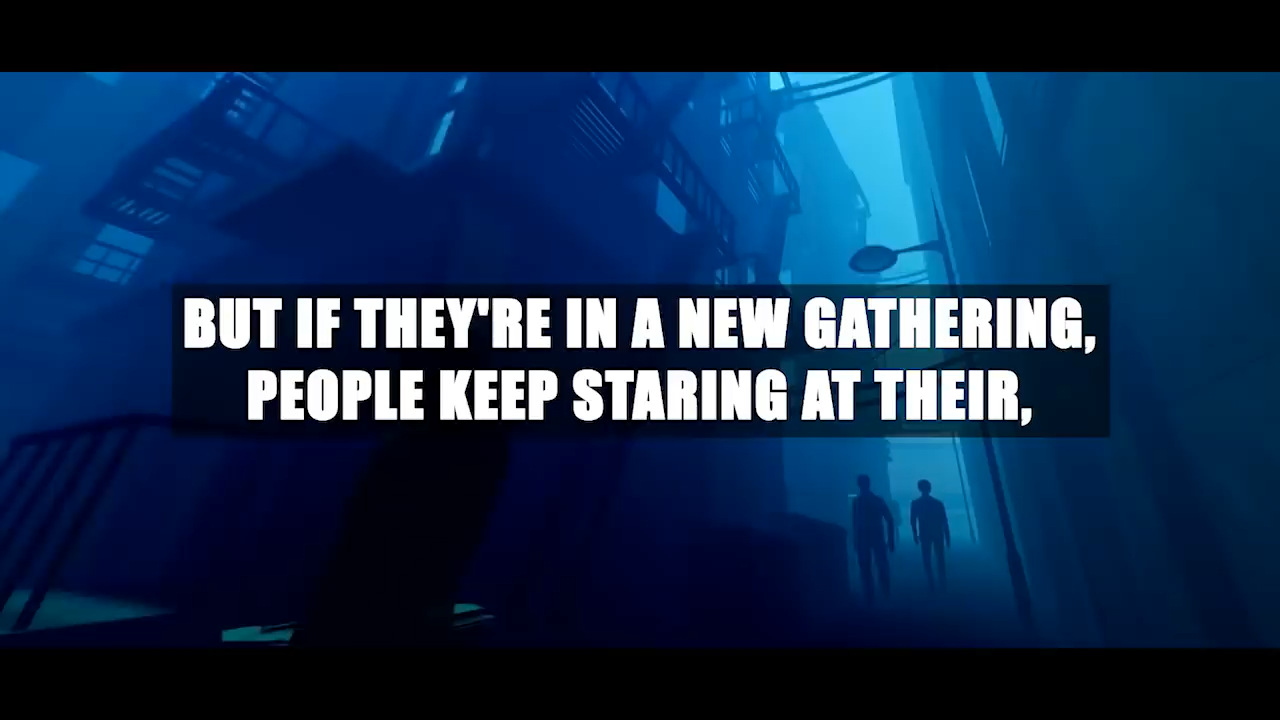 BUT IF THEY'RE IN A NEW GATHERING,
PEOPLE KEEP STARING AT THEIR,